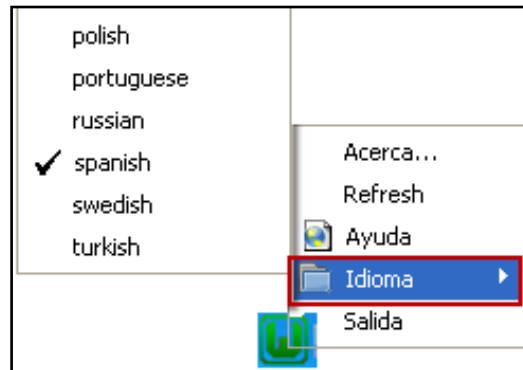 polish
portuguese
russian
spanish
swedish
turkish
Acerca...
Refresh
Ayuda
Idioma
Salida